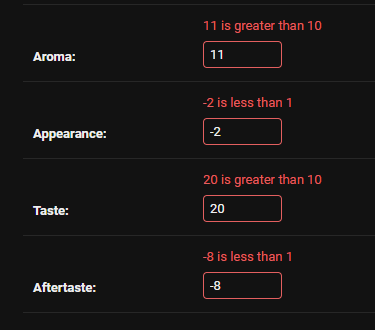 11 is greater than 10
Aroma: 11
-2 is less than 1
Appearance: -2
20 is greater than 10
Taste: 20
-8 is less than 1
Aftertaste: -8